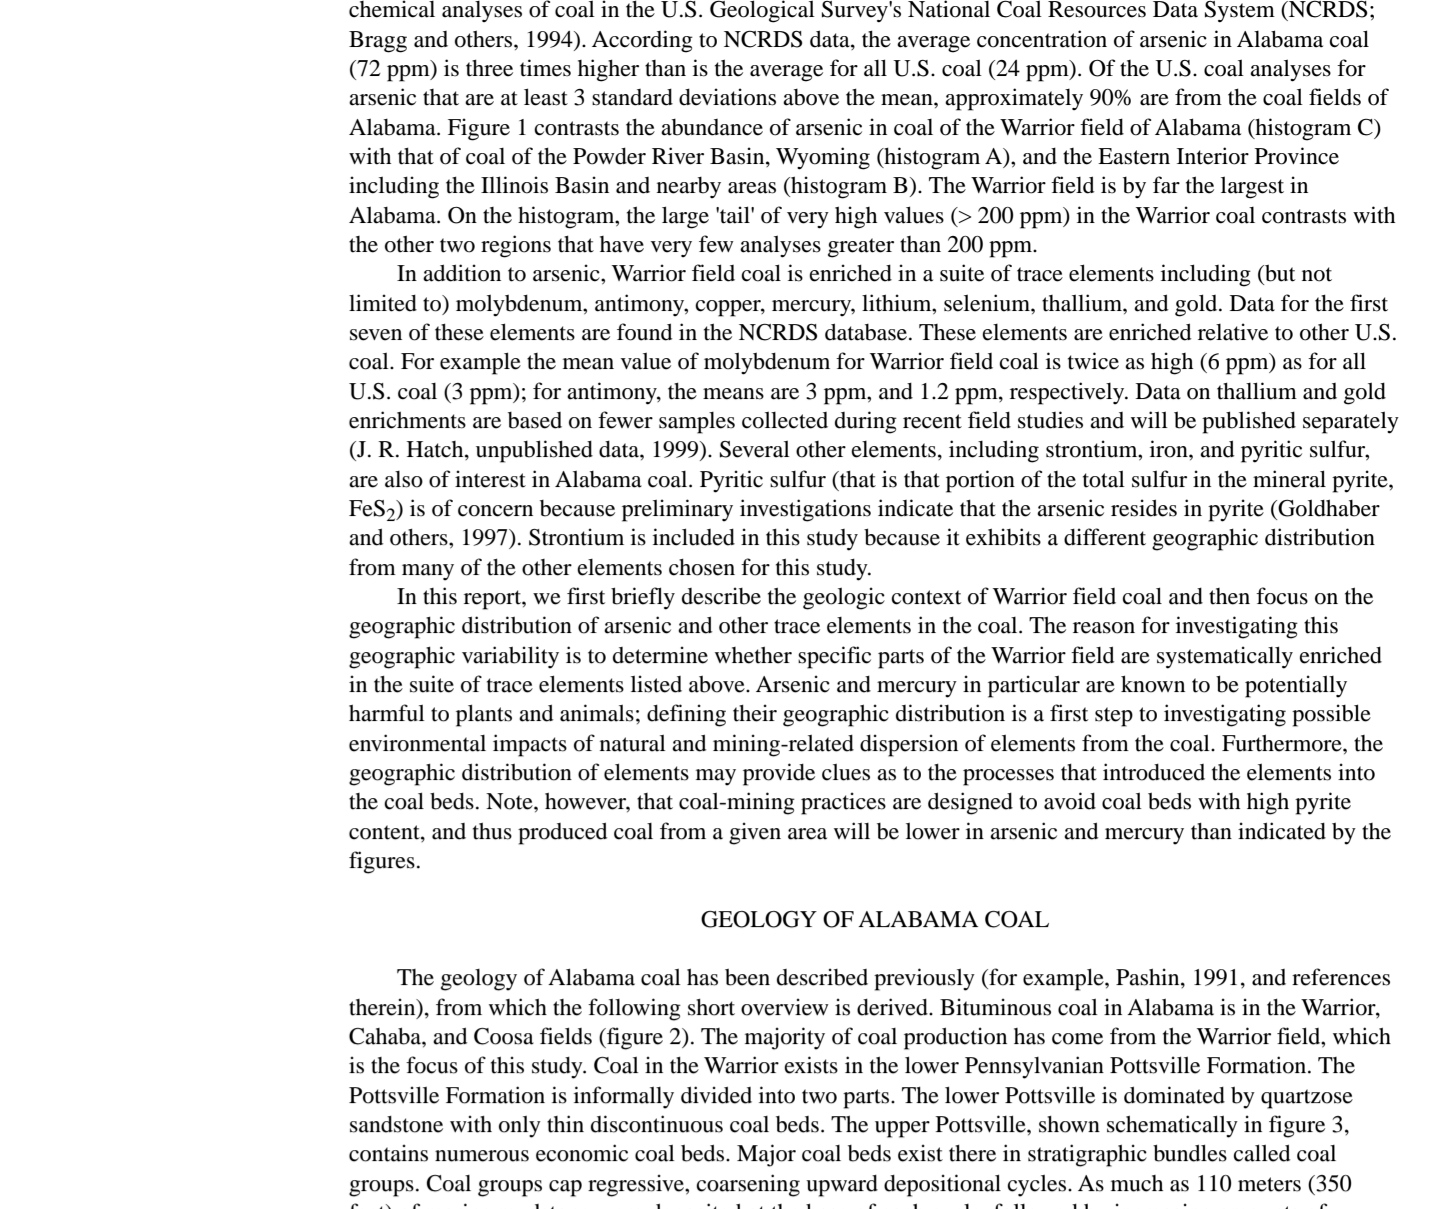 chemical analyses of coal in the U.S. Geological Survey's National Coal Resources Data System (NCRDS;
Bragg and others, 1994). According to NCRDS data, the average concentration of arsenic in Alabama coal
(72 ppm) is three times higher than is the average for all U.S. coal (24 ppm). Of the U.S. coal analyses for
arsenic that are at least 3 standard deviations above the mean, approximately 90% are from the coal fields of
Alabama. Figure 1 contrasts the abundance of arsenic in coal of the Warrior field of Alabama (histogram C)
with that of coal of the Powder River Basin, Wyoming (histogram A), and the Eastern Interior Province
including the Illinois Basin and nearby areas (histogram B). The Warrior field is by far the largest in
Alabama. On the histogram, the large 'tail' of very high values (> 200 ppm) in the Warrior coal contrasts with
the other two regions that have very few analyses greater than 200 ppm.
In addition to arsenic, Warrior field coal is enriched in a suite of trace elements including (but not
limited to) molybdenum, antimony, copper, mercury, lithium, selenium, thallium, and gold. Data for the first
seven of these elements are found in the NCRDS database. These elements are enriched relative to other U.S.
coal. For example the mean value of molybdenum for Warrior field coal is twice as high (6 ppm) as for all
U.S. coal (3 ppm); for antimony, the means are 3 ppm, and 1.2 ppm, respectively. Data on thallium and gold
enrichments are based on fewer samples collected during recent field studies and will be published separately
(J. R. Hatch, unpublished data, 1999). Several other elements, including strontium, iron, and pyritic sulfur,
are also of interest in Alabama coal. Pyritic sulfur (that is that portion of the total sulfur in the mineral pyrite,
FeS2) is of concern because preliminary investigations indicate that the arsenic resides in pyrite (Goldhaber
and others, 1997). Strontium is included in this study because it exhibits a different geographic distribution
from many of the other elements chosen for this study.
In this report, we first briefly describe the geologic context of Warrior field coal and then focus on the
geographic distribution of arsenic and other trace elements in the coal. The reason for investigating this
geographic variability is to determine whether specific parts of the Warrior field are systematically enriched
in the suite of trace elements listed above. Arsenic and mercury in particular are known to be potentially
harmful to plants and animals; defining their geographic distribution is a first step to investigating possible
environmental impacts of natural and mining-related dispersion of elements from the coal. Furthermore, the
geographic distribution of elements may provide clues as to the processes that introduced the elements into
the coal beds. Note, however, that coal-mining practices are designed to avoid coal beds with high pyrite
content, and thus produced coal from a given area will be lower in arsenic and mercury than indicated by the
figures.
GEOLOGY OF ALABAMA COAL
The geology of Alabama coal has been described previously (for example, Pashin, 1991, and references
therein), from which the following short overview is derived. Bituminous coal in Alabama is in the Warrior,
Cahaba, and Coosa fields (figure 2). The majority of coal production has come from the Warrior field, which
is the focus of this study. Coal in the Warrior exists in the lower Pennsylvanian Pottsville Formation. The
Pottsville Formation is informally divided into two parts. The lower Pottsville is dominated by quartzose
sandstone with only thin discontinuous coal beds. The upper Pottsville, shown schematically in figure 3,
contains numerous economic coal beds. Major coal beds exist there in stratigraphic bundles called coal
groups. Coal groups cap regressive, coarsening upward depositional cycles. As much as 110 meters (350